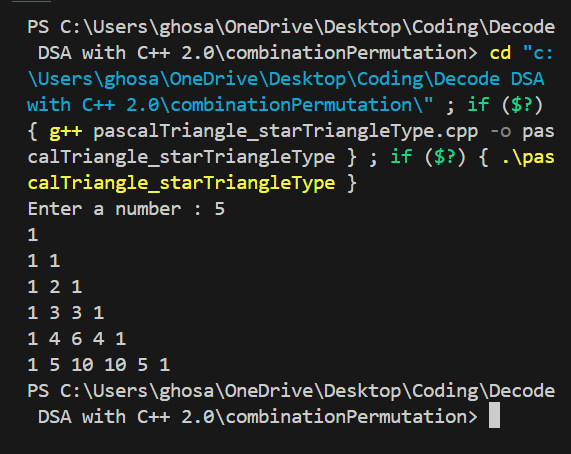 PS C:\Users\ghosa\OneDrive\Desktop\Coding\Decode
 DSA with C++ 2.0\combinationPermutation> cd "c:
\Users\ghosa\OneDrive\Desktop\Coding\Decode DSA
with C++ 2.0\combinationPermutation\" ; if ($?)
{ g++ pascalTriangle_starTriangleType.cpp -o pas
calTriangle_starTriangleType } ; if ($?) { .\pas
calTriangle_starTriangleType }
Enter a number : 5
1
1 1
1 2 1
1 3 3 1
1 4 6 4 1
1 5 10 10 5 1
PS C:\Users\ghosa\OneDrive\Desktop\Coding\Decode
 DSA with C++ 2.0\combinationPermutation>